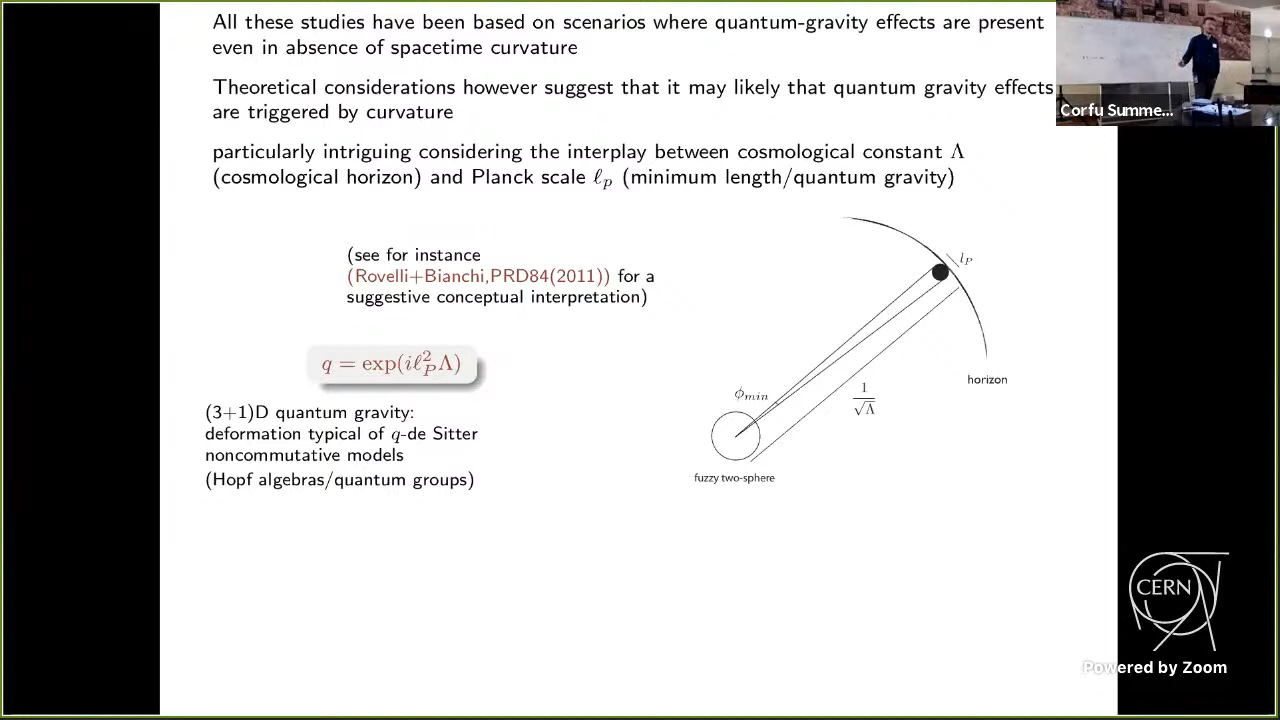 All these studies have been based on scenarios where quantum-gravity effects are present
even in absence of spacetime curvature
Theoretical considerations however suggest that it may likely that quantum gravity effects
are triggered by curvature
particularly intriguing considering the interplay between cosmological constant Λ
(cosmological horizon) and Planck scale ℓ_p (minimum length/quantum gravity)
Corfu Summe...
(see for instance
(Rovelli+Bianchi,PRD84(2011)) for a
suggestive conceptual interpretation)
q = exp(iℓ_P^2 Λ)
(3+1)D quantum gravity:
deformation typical of q-de Sitter
noncommutative models
(Hopf algebras/quantum groups)
l_P
horizon
ϕ_min
1/√Λ
fuzzy two-sphere
CERN
Powered by Zoom